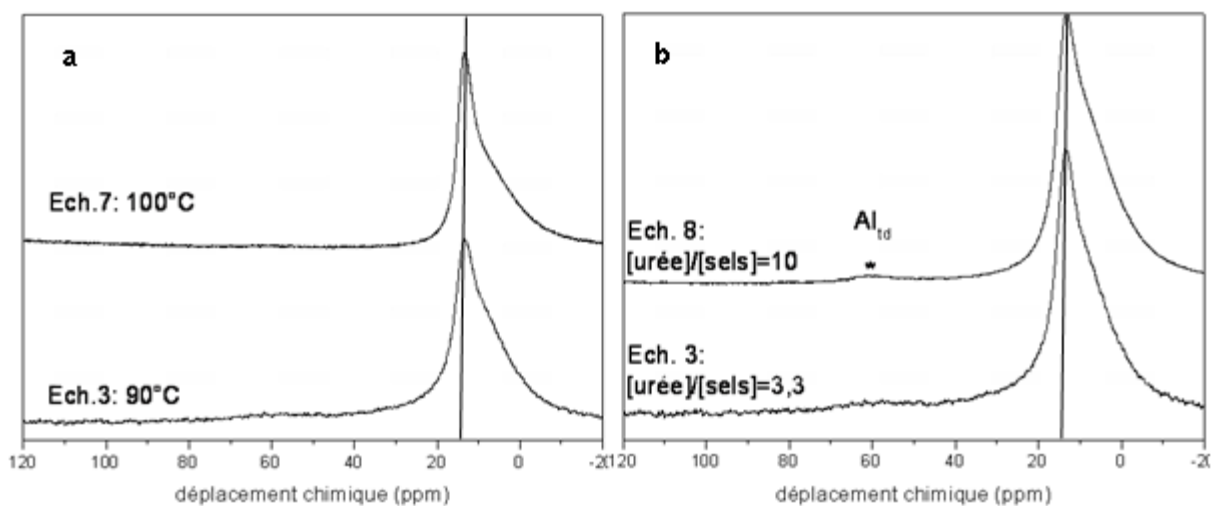 a
Ech.7: 100°C
Ech.3: 90°C
120 100 80 60 40 20 0 -20
déplacement chimique (ppm)
b
Al_td
*
Ech. 8:
[urée]/[sels]=10
Ech. 3:
[urée]/[sels]=3,3
120 100 80 60 40 20 0 -20
déplacement chimique (ppm)